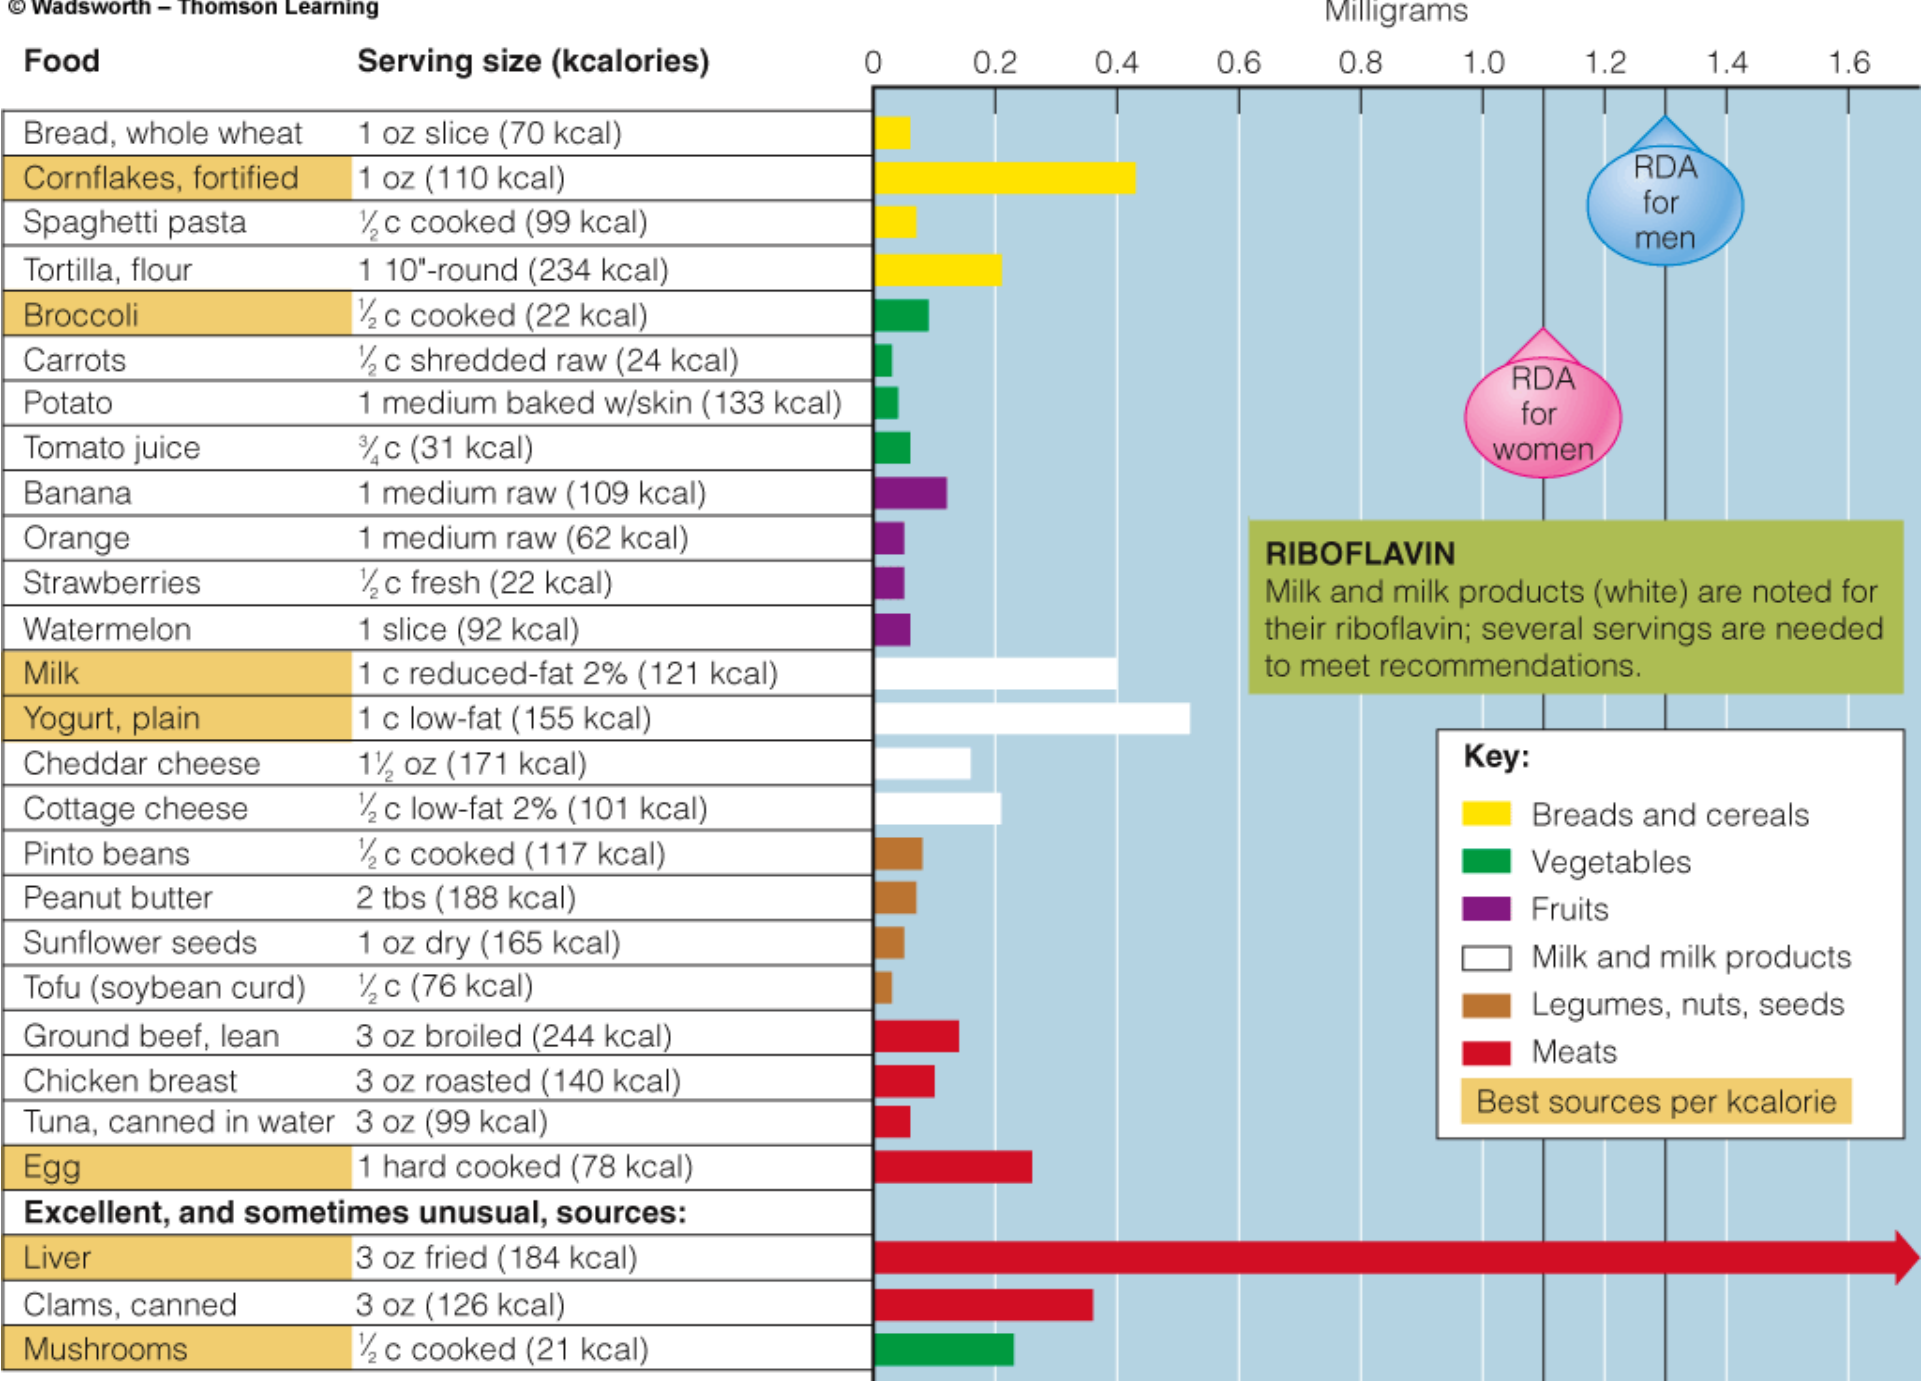 © Wadsworth – Thomson Learning
Milligrams
Food Serving size (kcalories) 0 0.2 0.4 0.6 0.8 1.0 1.2 1.4 1.6
Bread, whole wheat 1 oz slice (70 kcal)
Cornflakes, fortified 1 oz (110 kcal)
Spaghetti pasta ½ c cooked (99 kcal)
Tortilla, flour 1 10"-round (234 kcal)
Broccoli ½ c cooked (22 kcal)
Carrots ½ c shredded raw (24 kcal)
Potato 1 medium baked w/skin (133 kcal)
Tomato juice ¾ c (31 kcal)
Banana 1 medium raw (109 kcal)
Orange 1 medium raw (62 kcal)
Strawberries ½ c fresh (22 kcal)
Watermelon 1 slice (92 kcal)
Milk 1 c reduced-fat 2% (121 kcal)
Yogurt, plain 1 c low-fat (155 kcal)
Cheddar cheese 1½ oz (171 kcal)
Cottage cheese ½ c low-fat 2% (101 kcal)
Pinto beans ½ c cooked (117 kcal)
Peanut butter 2 tbs (188 kcal)
Sunflower seeds 1 oz dry (165 kcal)
Tofu (soybean curd) ½ c (76 kcal)
Ground beef, lean 3 oz broiled (244 kcal)
Chicken breast 3 oz roasted (140 kcal)
Tuna, canned in water 3 oz (99 kcal)
Egg 1 hard cooked (78 kcal)
Excellent, and sometimes unusual, sources:
Liver 3 oz fried (184 kcal)
Clams, canned 3 oz (126 kcal)
Mushrooms ½ c cooked (21 kcal)
RDA
for
men
RDA
for
women
RIBOFLAVIN
Milk and milk products (white) are noted for
their riboflavin; several servings are needed
to meet recommendations.
Key:
Breads and cereals
Vegetables
Fruits
Milk and milk products
Legumes, nuts, seeds
Meats
Best sources per kcalorie